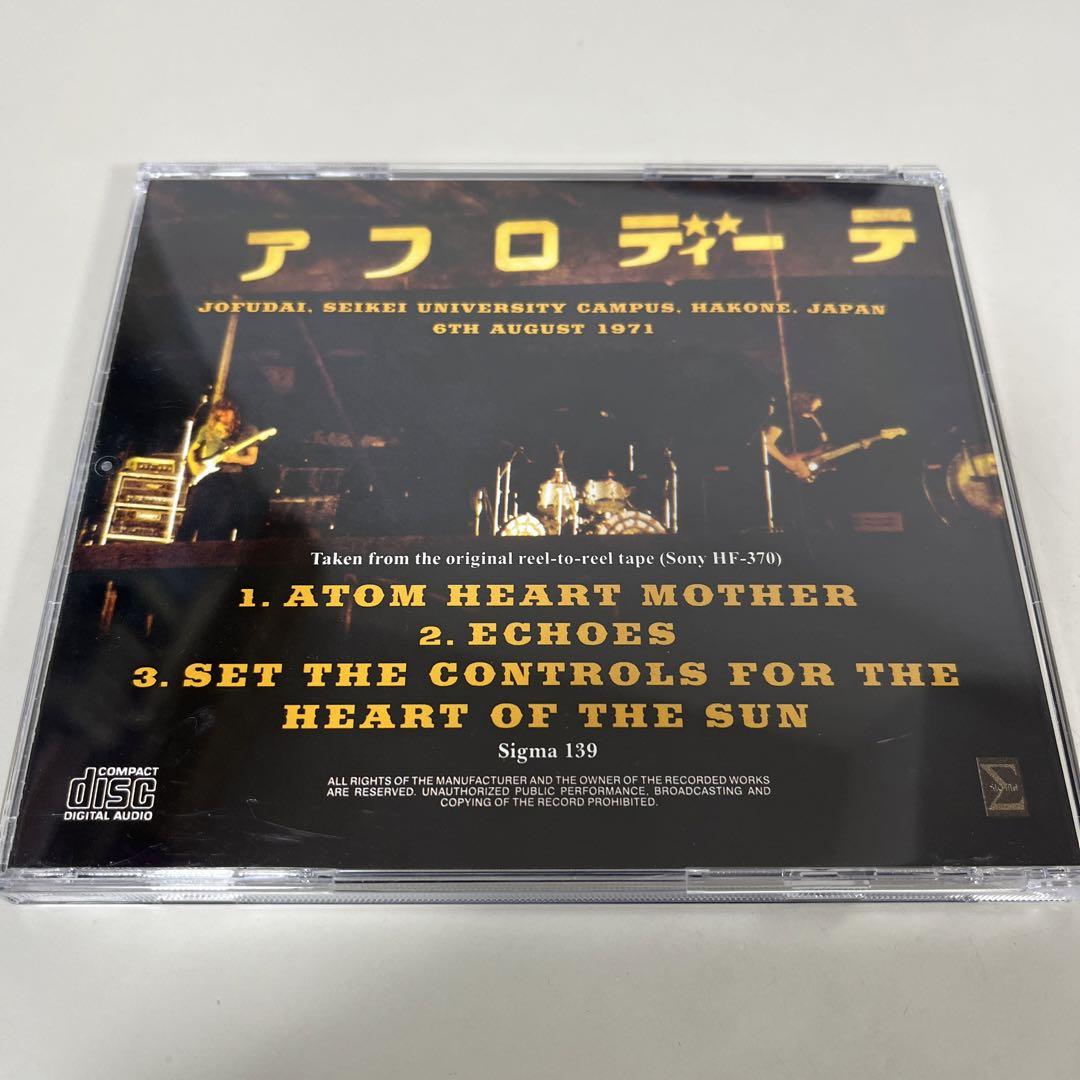 アフロディーテ
JOFUDAI, SEIKEI UNIVERSITY CAMPUS, HAKONE, JAPAN
6TH AUGUST 1971
Taken from the original reel-to-reel tape (Sony HF-370)
1. ATOM HEART MOTHER
2. ECHOES
3. SET THE CONTROLS FOR THE
HEART OF THE SUN
Sigma 139
COMPACT
disc
DIGITAL AUDIO
ALL RIGHTS OF THE MANUFACTURER AND THE OWNER OF THE RECORDED WORKS
ARE RESERVED. UNAUTHORIZED PUBLIC PERFORMANCE, BROADCASTING AND
COPYING OF THE RECORD PROHIBITED.
Σ
SIGMA